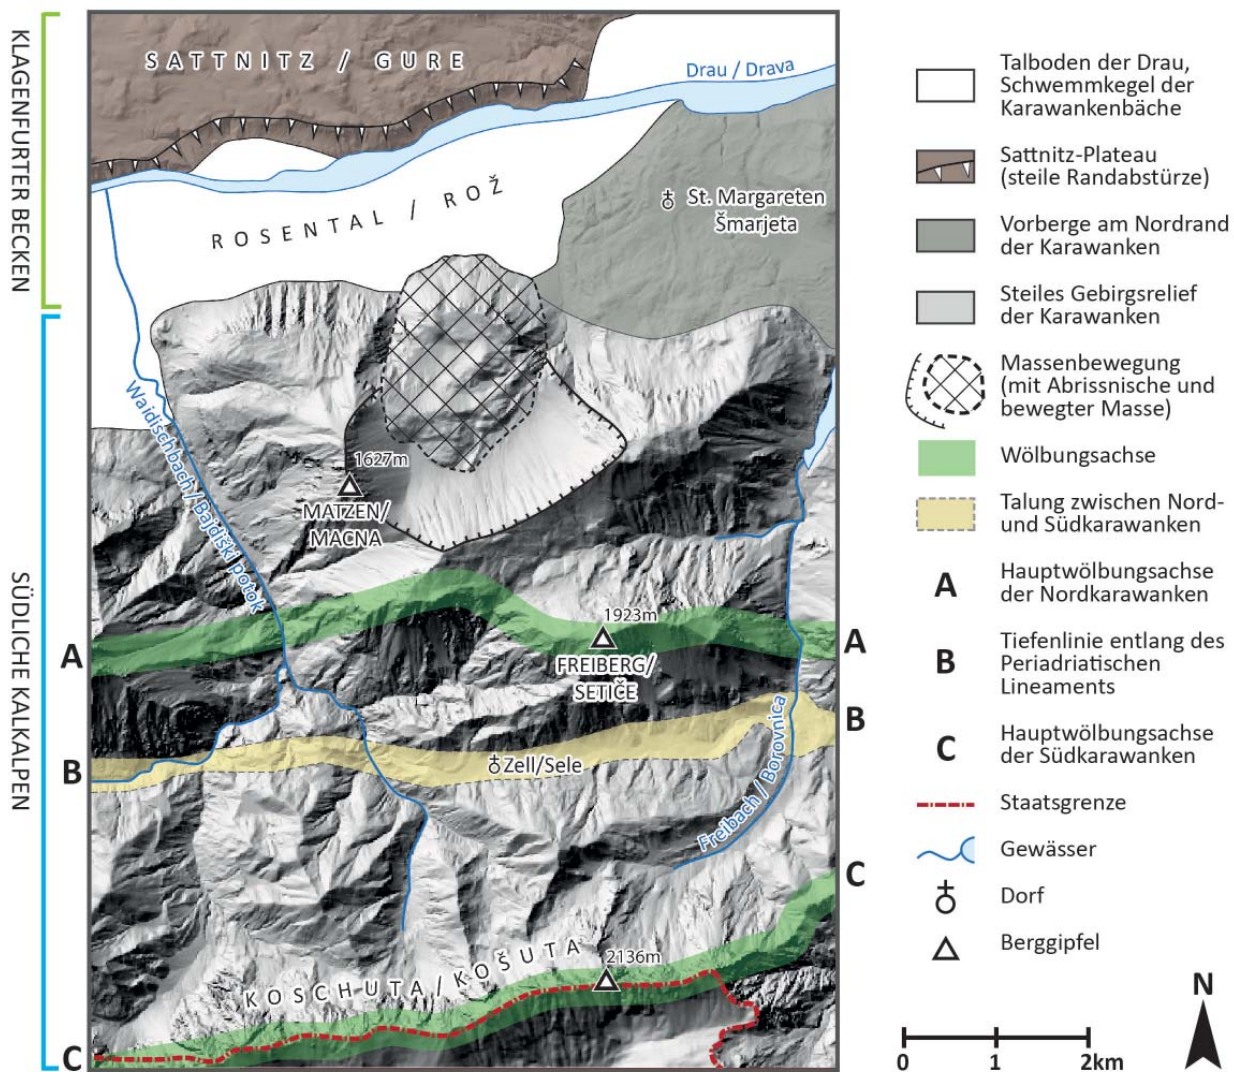 KLAGENFURTER BECKEN
SÜDLICHE KALKALPEN
SATTNITZ / GURE
Drau / Drava
ROSENTAL / ROŽ
St. Margareten
Šmarjeta
Waidischbach / Bajdiški potok
1627m
MATZEN/
MACNA
A
1923m
A
FREIBERG/
SETIČE
B
B
Zell/Sele
Freibach / Borovnica
C
KOSCHUTA/KOŠUTA
2136m
C
Talboden der Drau,
Schwemmkegel der
Karawankenbäche
Sattnitz-Plateau
(steile Randabstürze)
Vorberge am Nordrand
der Karawanken
Steiles Gebirgsrelief
der Karawanken
Massenbewegung
(mit Abrissnische und
bewegter Masse)
Wölbungsachse
Talung zwischen Nord-
und Südkarawanken
A
Hauptwölbungsachse
der Nordkarawanken
B
Tiefenlinie entlang des
Periadriatischen
Lineaments
C
Hauptwölbungsachse
der Südkarawanken
Staatsgrenze
Gewässer
Dorf
Berggipfel
N
0 1 2km